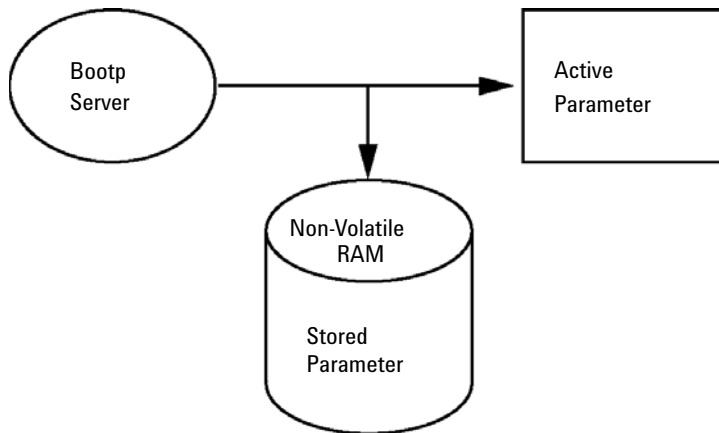 Bootp
Server
Active
Parameter
Non-Volatile
RAM
Stored
Parameter